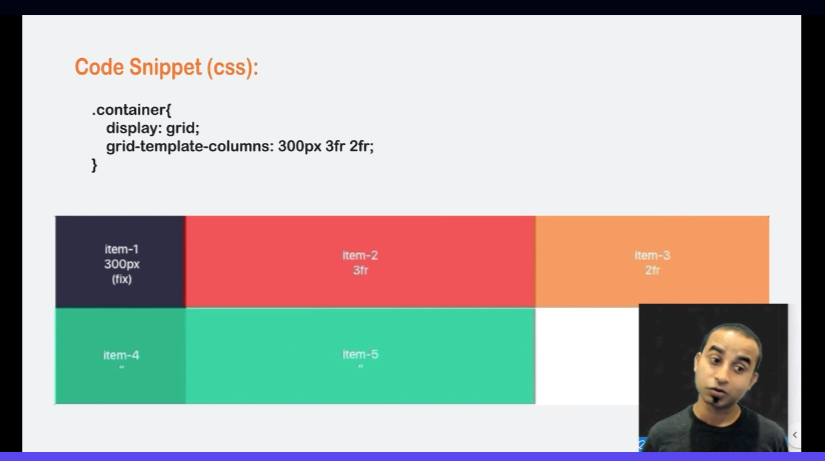 Code Snippet (css):
.container{
display: grid;
grid-template-columns: 300px 3fr 2fr;
}
item-1
300px
(fix)
item-2
3fr
item-3
2fr
item-4
"
item-5
"